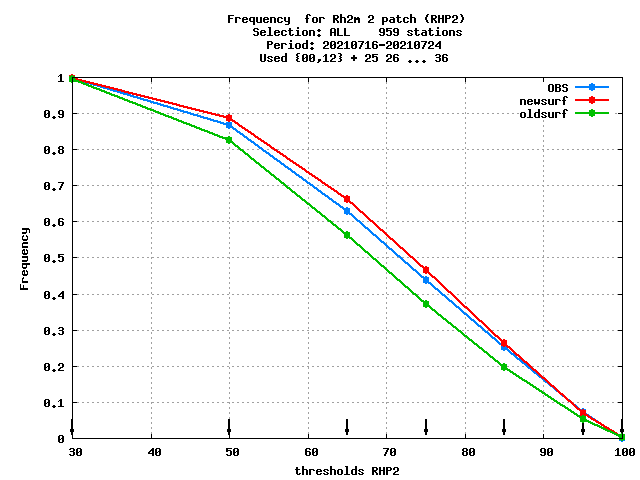 Frequency  for Rh2m 2 patch (RHP2)
Selection: ALL    959 stations
Period: 20210716-20210724
Used {00,12} + 25 26 ... 36
OBS
newsurf
oldsurf
1
0.9
0.8
0.7
0.6
0.5
0.4
0.3
0.2
0.1
0
Frequency
30 40 50 60 70 80 90 100
thresholds RHP2